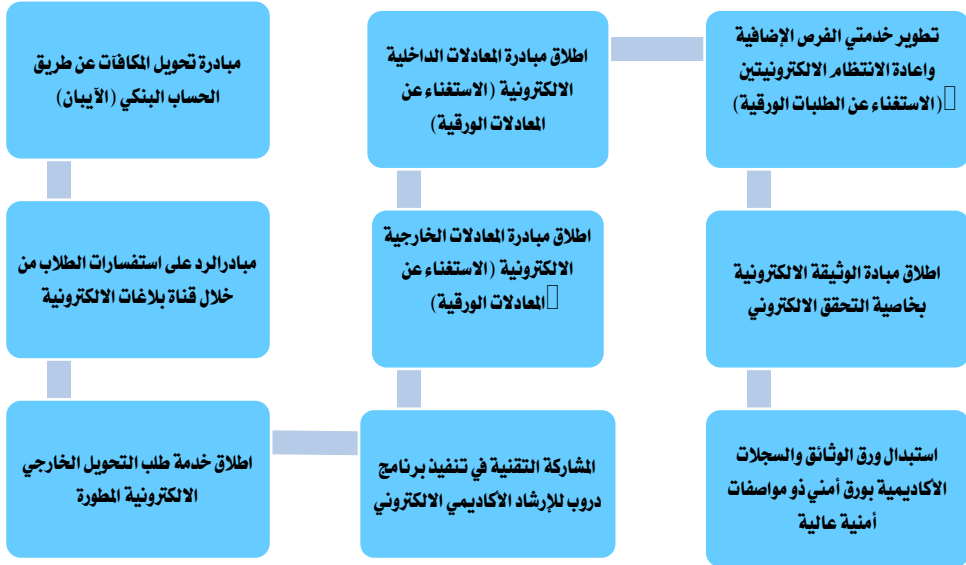 تطوير خدمتي الفرص الإضافية
واعادة الانتظام الالكترونيتين
(الاستغناء عن الطلبات الورقية)
اطلاق مبادة الوثيقة الالكترونية
بخاصية التحقق الالكتروني
استبدال ورق الوثائق والسجلات
الأكاديمية بورق أمني ذو مواصفات
أمنية عالية
اطلاق مبادرة المعادلات الداخلية
الالكترونية (الاستغناء عن
المعادلات الورقية)
اطلاق مبادرة المعادلات الخارجية
الالكترونية (الاستغناء عن
المعادلات الورقية)
المشاركة التقنية في تنفيذ برنامج
دروب للإرشاد الأكاديمي الالكتروني
مبادرة تحويل المكافآت عن طريق
الحساب البنكي (الآيبان)
مبادرالرد على استفسارات الطلاب من
خلال قناة بلاغات الالكترونية
اطلاق خدمة طلب التحويل الخارجي
الالكترونية المطورة